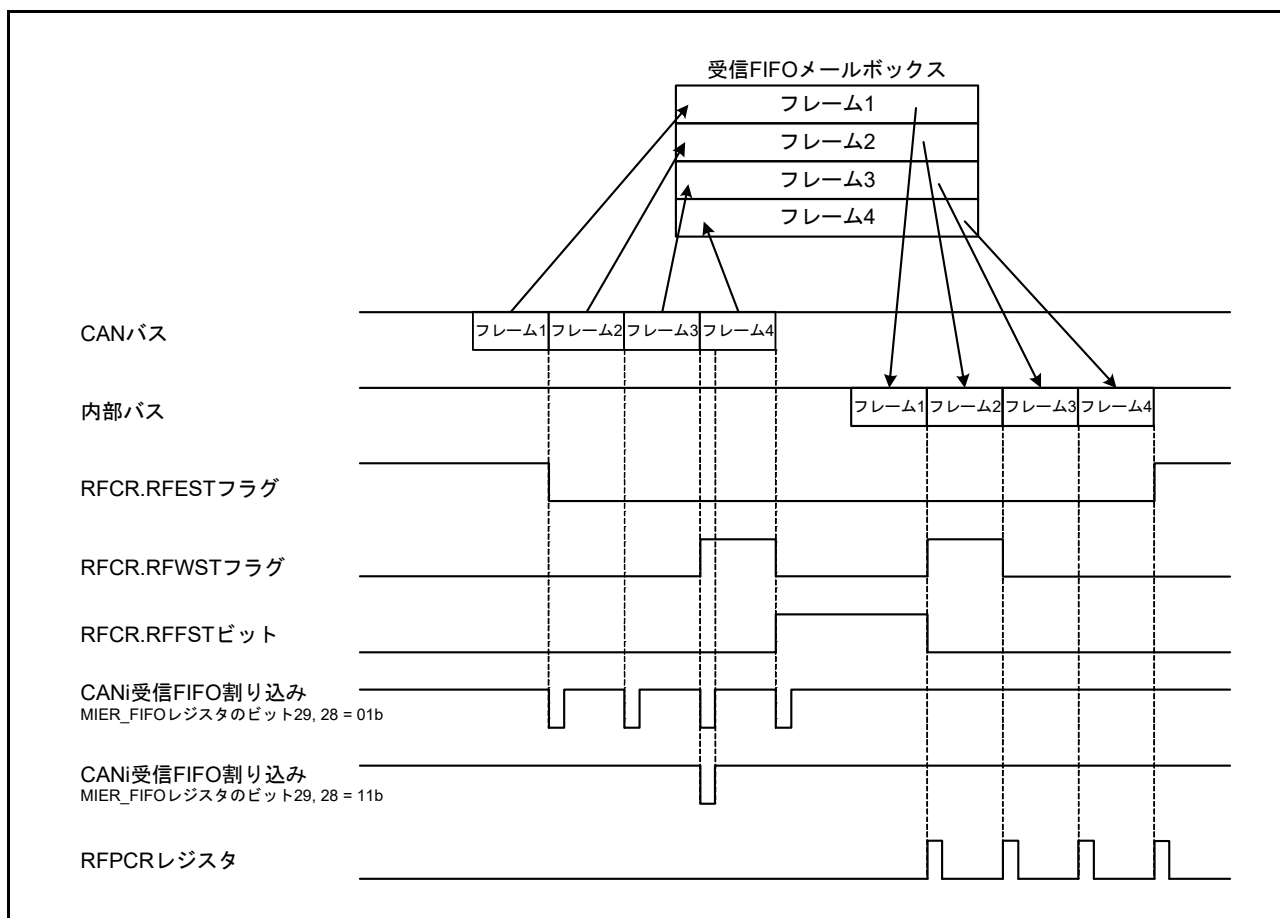 受信FIFOメールボックス
フレーム1
フレーム2
フレーム3
フレーム4
CANバス
フレーム1 フレーム2 フレーム3 フレーム4
内部バス
フレーム1 フレーム2 フレーム3 フレーム4
RFCR.RFESTフラグ
RFCR.RFWSTフラグ
RFCR.RFFSTビット
CANi受信FIFO割り込み
MIER_FIFOレジスタのビット29, 28 = 01b
CANi受信FIFO割り込み
MIER_FIFOレジスタのビット29, 28 = 11b
RFPCRレジスタ